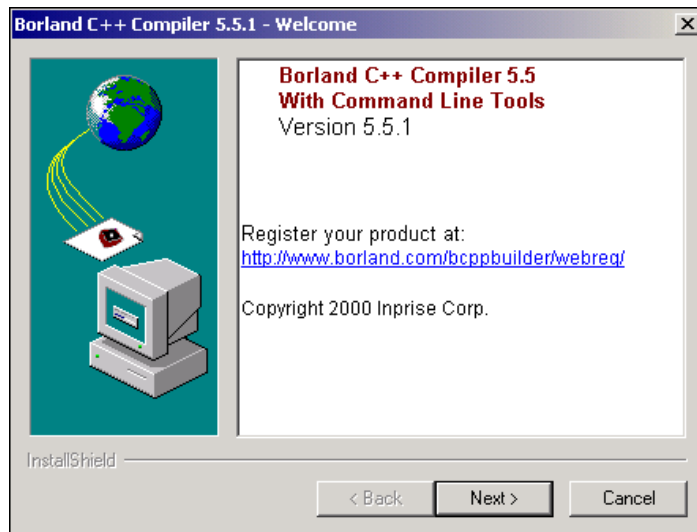 Borland C++ Compiler 5.5.1 - Welcome
Borland C++ Compiler 5.5
With Command Line Tools
Version 5.5.1
Register your product at:
http://www.borland.com/bcppbuilder/webreg/
Copyright 2000 Inprise Corp.
InstallShield
< Back
Next >
Cancel